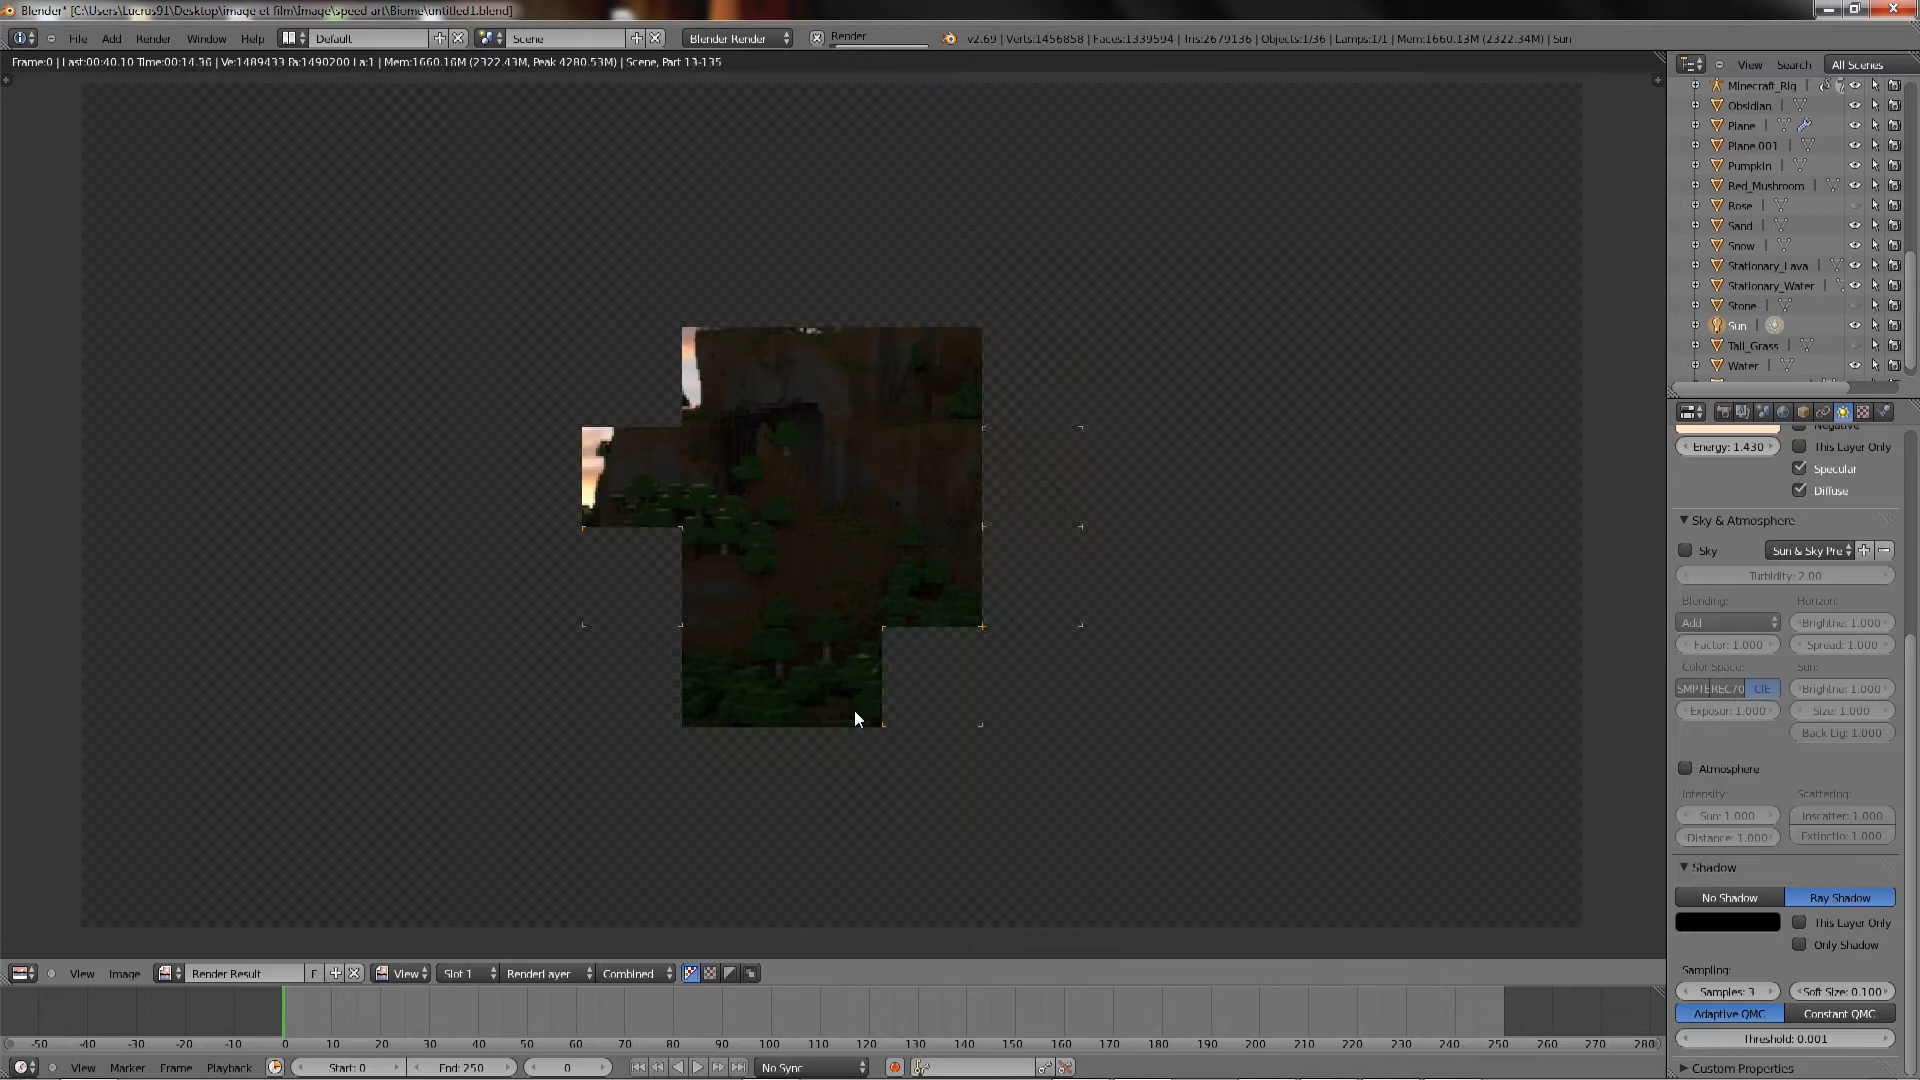 Blender* [C:\Users\Lucrus91\Desktop\image et film\Image\speed art\Biome\untitled1.blend]
File Add Render Window Help Default Scene Blender Render Render v2.69 | Verts:1456858 | Faces:1339594 | Tris:2679136 | Objects:1/36 | Lamps:1/1 | Mem:1660.13M (2322.34M) | Sun
Frame:0 | Last:00:40.10 Time:00:14.36 | Ve:1489433 Fa:1490200 La:1 | Mem:1660.16M (2322.43M, Peak 4280.53M) | Scene, Part 13-135
View Search All Scenes
Minecraft_Rig
Obsidian
Plane
Plane.001
Pumpkin
Red_Mushroom
Rose
Sand
Snow
Stationary_Lava
Stationary_Water
Stone
Sun
Tall_Grass
Water
Negative
Energy: 1.430 This Layer Only
Specular
Diffuse
Sky & Atmosphere
Sky Sun & Sky Pre
Turbidity: 2.00
Blending: Horizon:
Add Brightne: 1.000
Factor: 1.000 Spread: 1.000
Color Space: Sun:
SMPTE REC70 CIE Brightne: 1.000
Exposur: 1.000 Size: 1.000
Back Lig: 1.000
Atmosphere
Intensity: Scattering:
Sun: 1.000 Inscatter: 1.000
Distance: 1.000 Extinctio: 1.000
Shadow
No Shadow Ray Shadow
This Layer Only
Only Shadow
Sampling:
Samples: 3 Soft Size: 0.100
Adaptive QMC Constant QMC
Threshold: 0.001
Custom Properties
View Image Render Result F View Slot 1 RenderLayer Combined
-50 -40 -30 -20 -10 0 10 20 30 40 50 60 70 80 90 100 110 120 130 140 150 160 170 180 190 200 210 220 230 240 250 260 270 280
View Marker Frame Playback Start: 0 End: 250 0 No Sync